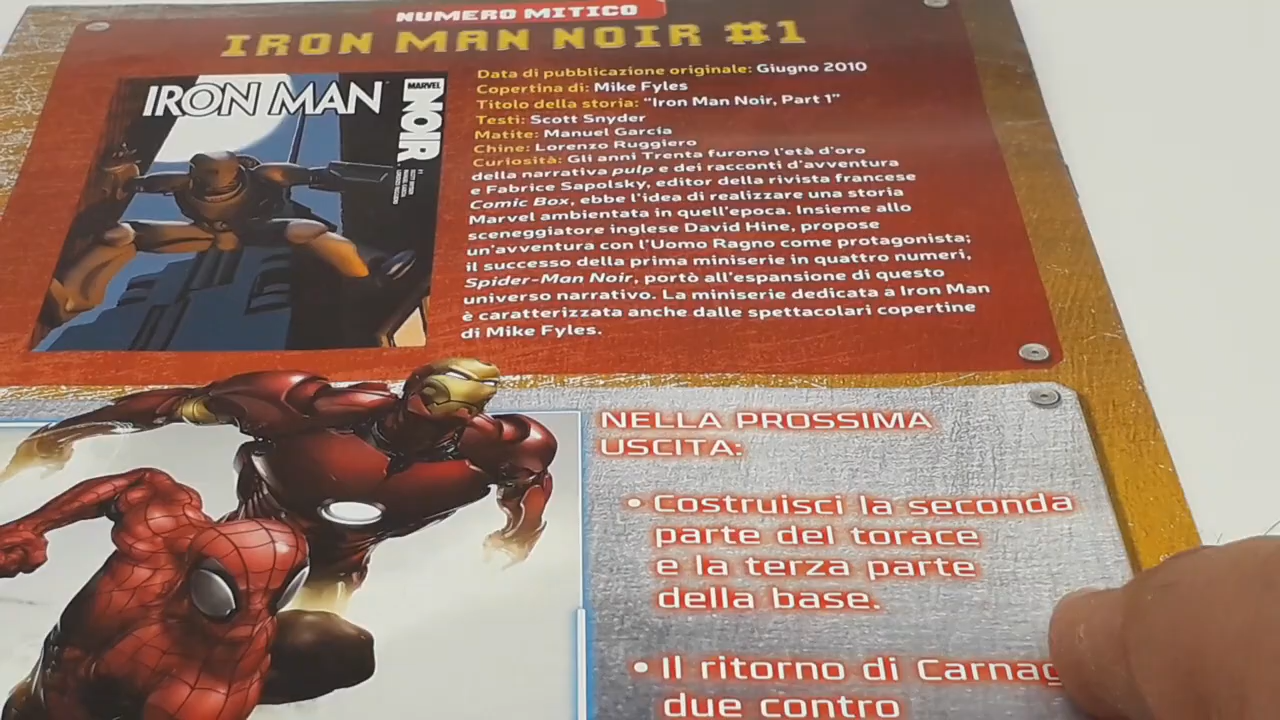 NUMERO MITICO
IRON MAN NOIR #1
IRON MAN
MARVEL
NOIR
Data di pubblicazione originale: Giugno 2010
Copertina di: Mike Fyles
Titolo della storia: "Iron Man Noir, Part 1"
Testi: Scott Snyder
Matite: Manuel García
Chine: Lorenzo Ruggiero
Curiosità: Gli anni Trenta furono l'età d'oro
della narrativa pulp e dei racconti d'avventura
e Fabrice Sapolsky, editor della rivista francese
Comic Box, ebbe l'idea di realizzare una storia
Marvel ambientata in quell'epoca. Insieme allo
sceneggiatore inglese David Hine, propose
un'avventura con l'Uomo Ragno come protagonista;
il successo della prima miniserie in quattro numeri,
Spider-Man Noir, portò all'espansione di questo
universo narrativo. La miniserie dedicata a Iron Man
è caratterizzata anche dalle spettacolari copertine
di Mike Fyles.
NELLA PROSSIMA
USCITA:
• Costruisci la seconda
parte del torace
e la terza parte
della base.
• Il ritorno di Carnag
due contro